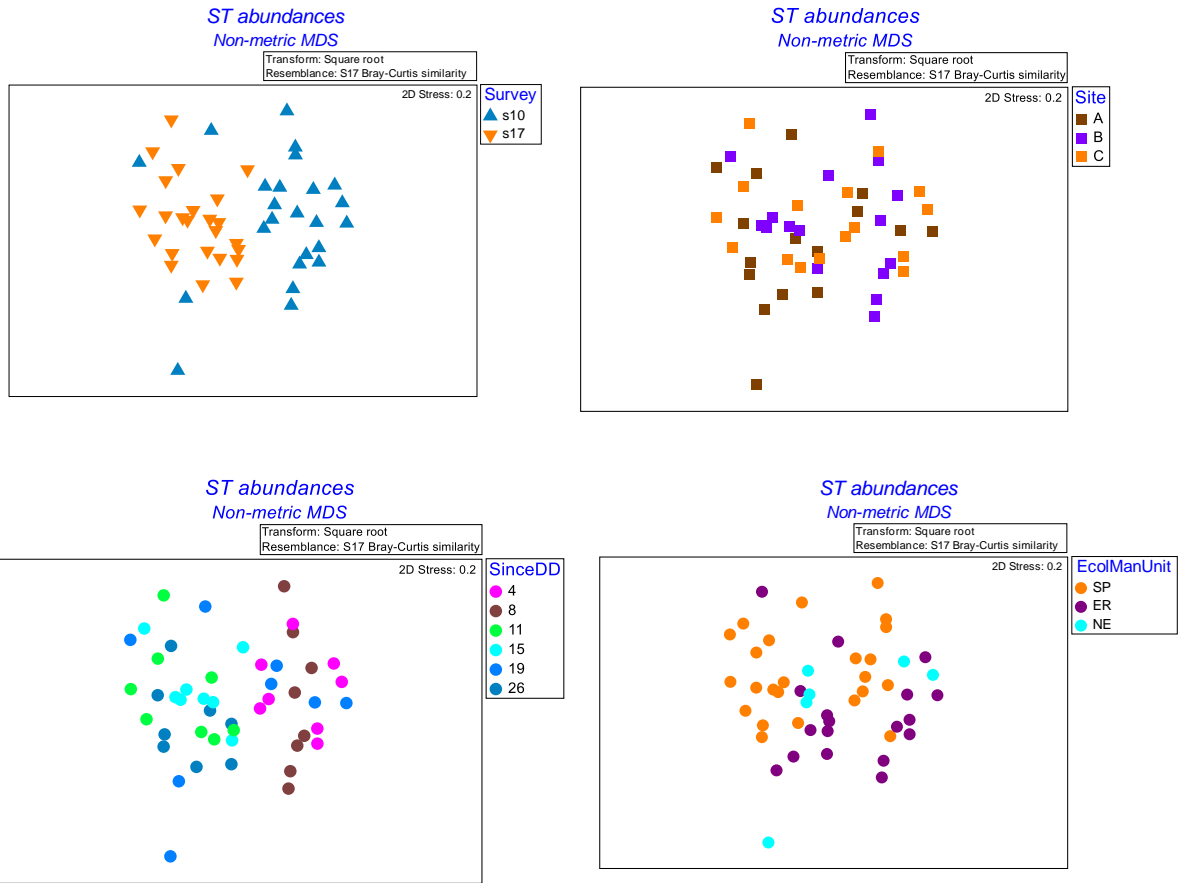 ST abundances
Non-metric MDS
Transform: Square root
Resemblance: S17 Bray-Curtis similarity
2D Stress: 0.2
Survey
s10
s17
ST abundances
Non-metric MDS
Transform: Square root
Resemblance: S17 Bray-Curtis similarity
2D Stress: 0.2
Site
A
B
C
ST abundances
Non-metric MDS
Transform: Square root
Resemblance: S17 Bray-Curtis similarity
2D Stress: 0.2
SinceDD
4
8
11
15
19
26
ST abundances
Non-metric MDS
Transform: Square root
Resemblance: S17 Bray-Curtis similarity
2D Stress: 0.2
EcolManUnit
SP
ER
NE